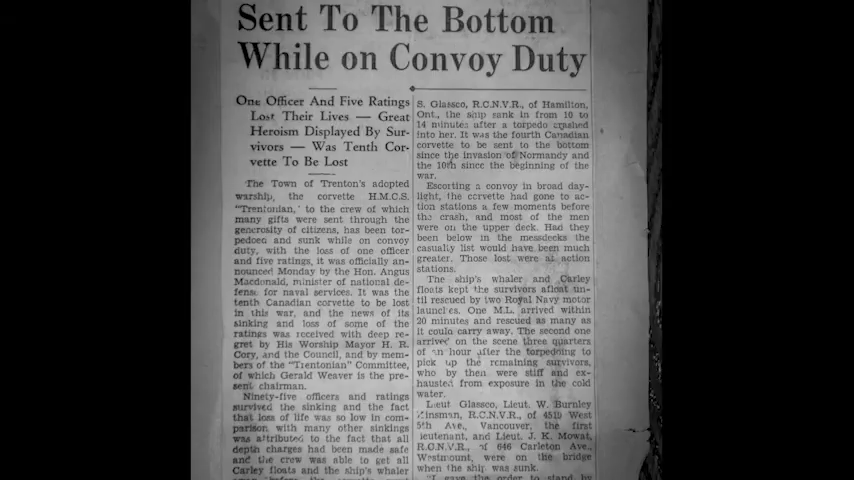 Sent To The Bottom
While on Convoy Duty
One Officer And Five Ratings
Lost Their Lives — Great
Heroism Displayed By Sur-
vivors — Was Tenth Cor-
vette To Be Lost
The Town of Trenton's adopted
warship, the corvette H.M.C.S.
"Trentonian," to the crew of which
many gifts were sent through the
generosity of citizens, has been tor-
pedoed and sunk while on convoy
duty, with the loss of one officer
and five ratings, it was officially an-
nounced Monday by the Hon. Angus
Macdonald, minister of national de-
fense for naval services. It was the
tenth Canadian corvette to be lost
in this war, and the news of its
sinking and loss of some of the
ratings was received with deep re-
gret by His Worship Mayor H. R.
Cory, and the Council, and by mem-
bers of the "Trentonian" Committee,
of which Gerald Weaver is the pre-
sent chairman.
Ninety-five officers and ratings
survived the sinking and the fact
that loss of life was so low in com-
parison with many other sinkings
was attributed to the fact that all
depth charges had been made safe
and the crew was able to get all
Carley floats and the ship's whaler
S. Glassco, R.C.N.V.R., of Hamilton,
Ont., the ship sank in from 10 to
14 minutes after a torpedo crashed
into her. It was the fourth Canadian
corvette to be sent to the bottom
since the invasion of Normandy and
the 10th since the beginning of the
war.
Escorting a convoy in broad day-
light, the corvette had gone to ac-
tion stations a few moments before
the crash, and most of the men
were on the upper deck. Had they
been below in the messdecks the
casualty list would have been much
greater. Those lost were at action
stations.
The ship's whaler and Carley
floats kept the survivors afloat un-
til rescued by two Royal Navy motor
launches. One M.L. arrived within
20 minutes and rescued as many as
it could carry away. The second one
arrived on the scene three quarters
of an hour after the torpedoing to
pick up the remaining survivors,
who by then were stiff and ex-
hausted from exposure in the cold
water.
Lieut Glassco, Lieut. W. Burnley
Kinsman, R.C.N.V.R., of 4519 West
5th Ave., Vancouver, the first
leutenant, and Lieut. J. K. Mowat,
R.C.N.V.R., of 646 Carleton Ave.,
Westmount, were on the bridge
when the ship was sunk.
"I gave the order to stand by